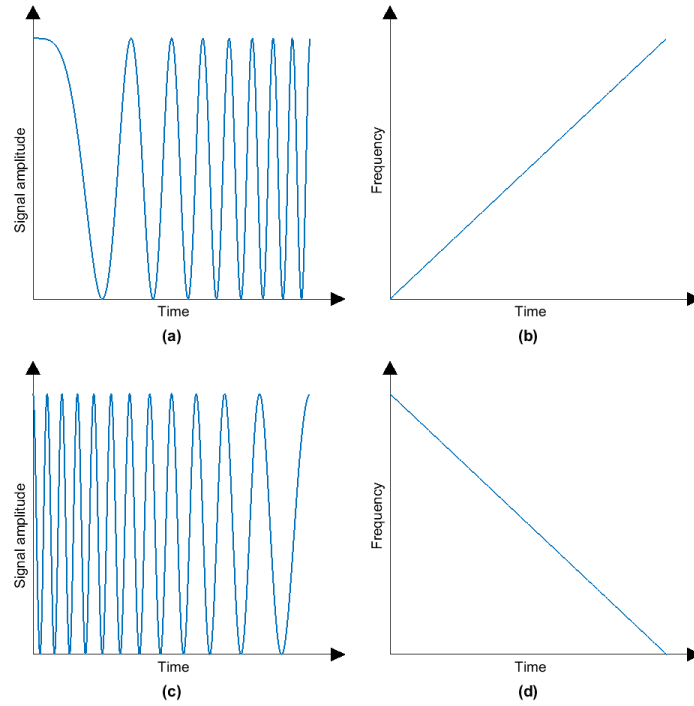 Signal amplitude
Time
(a)
Frequency
Time
(b)
Signal amplitude
Time
(c)
Frequency
Time
(d)